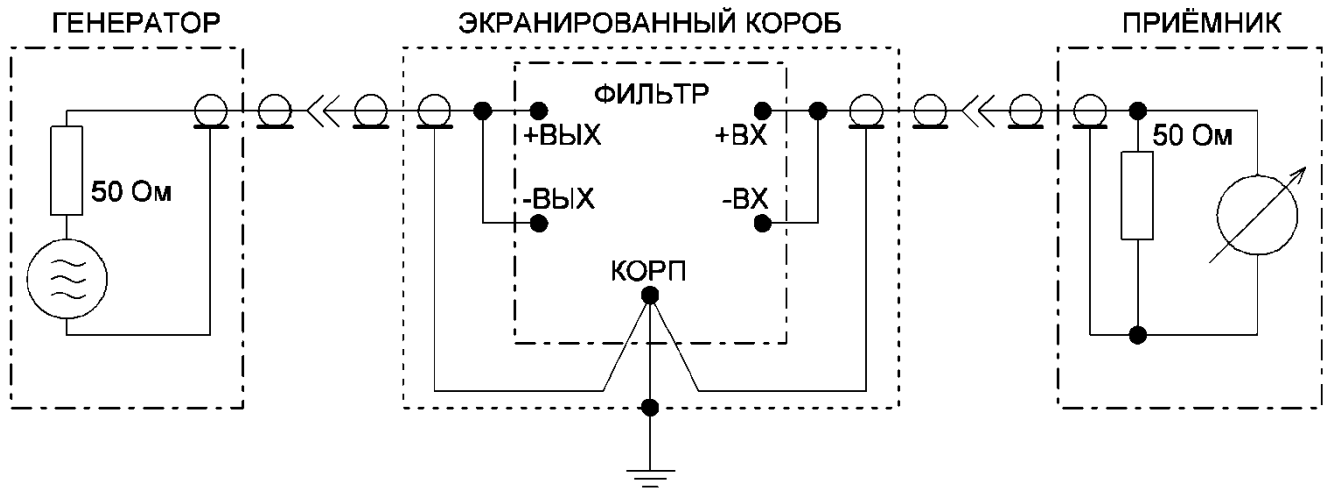 ГЕНЕРАТОР
ЭКРАНИРОВАННЫЙ КОРОБ
ПРИЁМНИК
ФИЛЬТР
+ВЫХ
+ВХ
50 Ом
50 Ом
-ВЫХ
-ВХ
КОРП